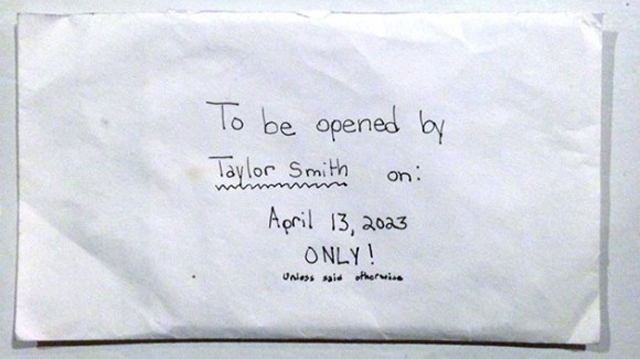 To be opened by
Taylor Smith on:
April 13, 2023
ONLY!
Unless said otherwise